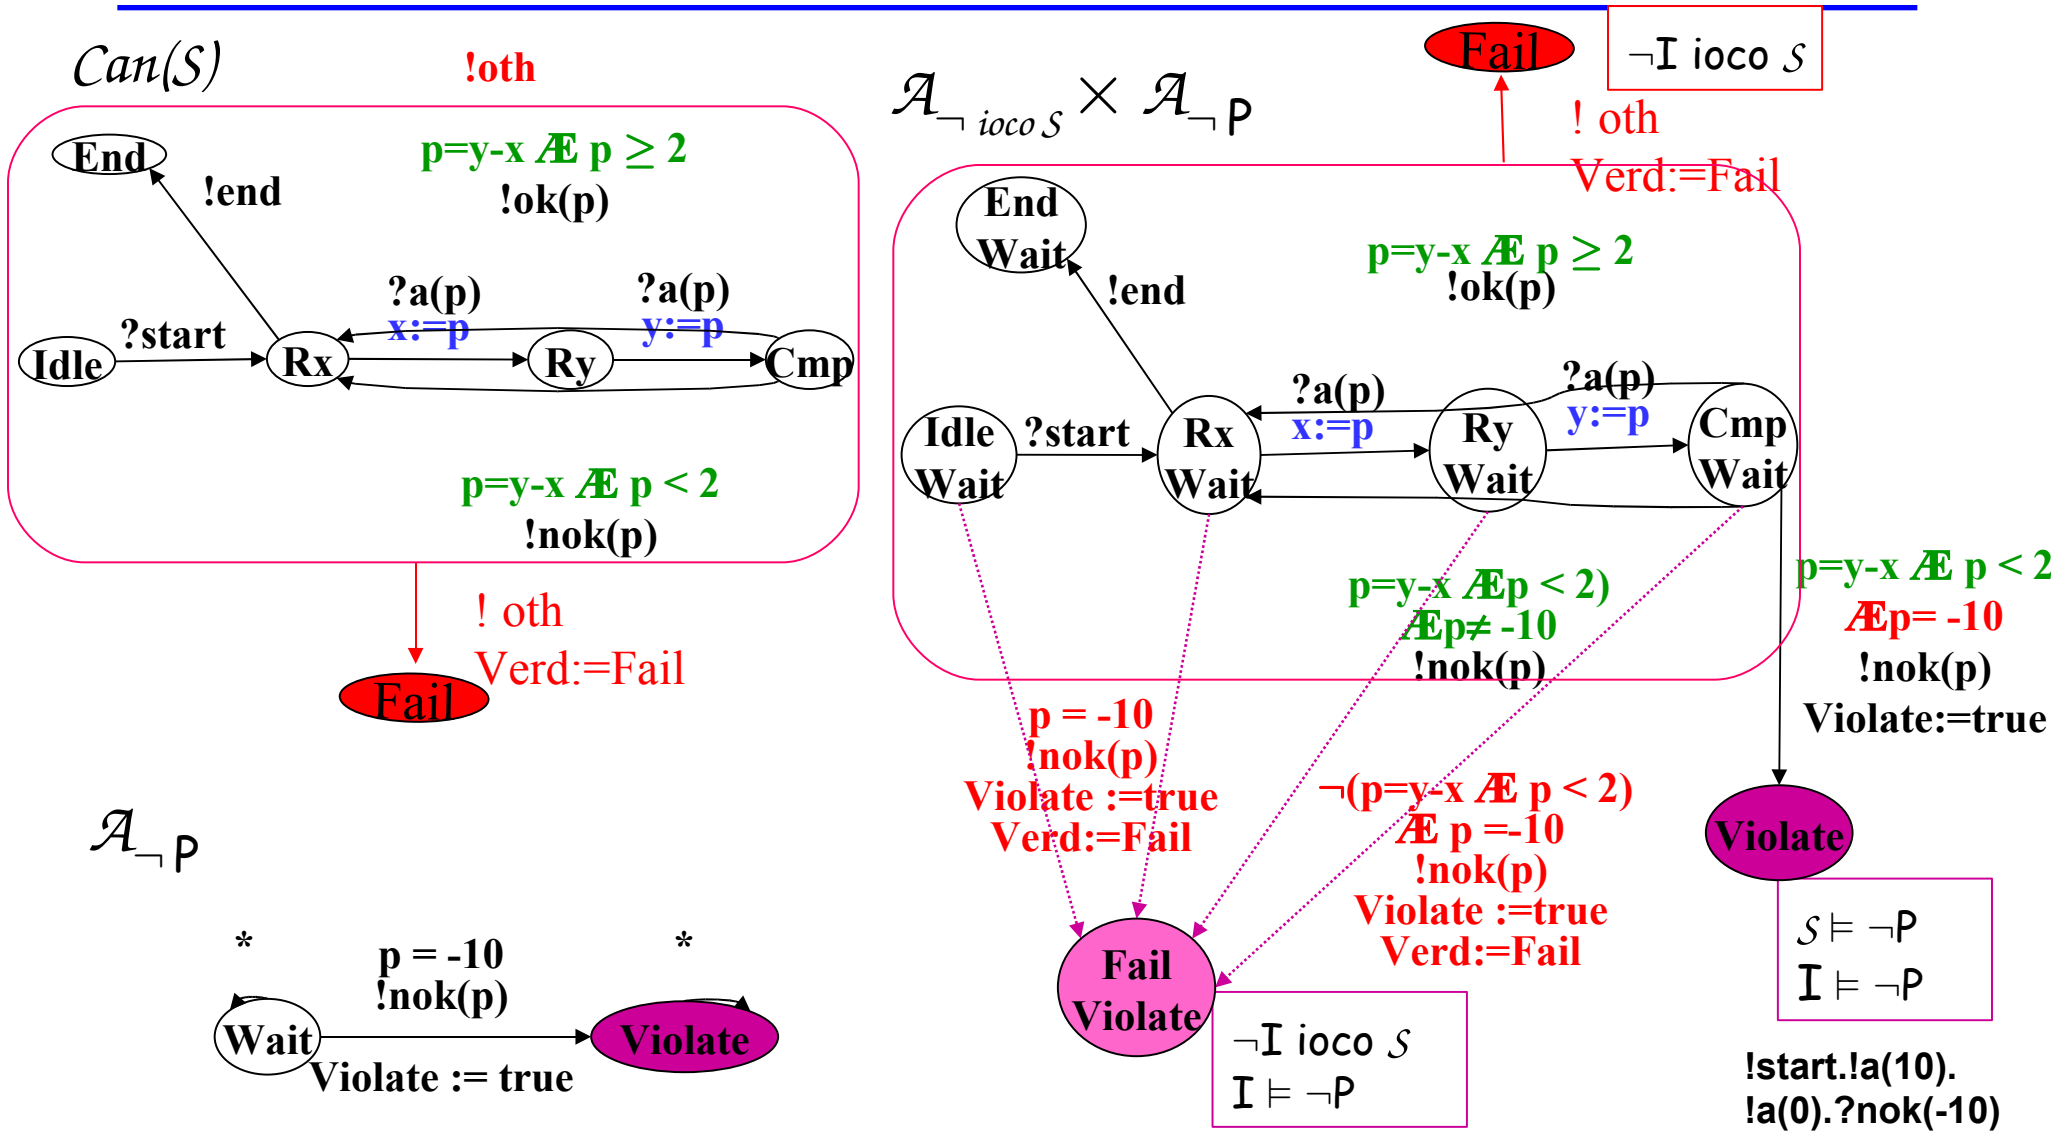 Can(S)
!oth
End
p=y-x Æ p ≥ 2
!ok(p)
!end
?a(p)
x:=p
?a(p)
y:=p
?start
Idle
Rx
Ry
Cmp
p=y-x Æ p < 2
!nok(p)
! oth
Verd:=Fail
Fail
A¬P
*
*
p = -10
!nok(p)
Wait
Violate
Violate := true
A¬ ioco S × A¬P
Fail
¬I ioco S
! oth
Verd:=Fail
End
Wait
p=y-x Æ p ≥ 2
!ok(p)
!end
?a(p)
x:=p
?a(p)
y:=p
Idle
Wait
?start
Rx
Wait
Ry
Wait
Cmp
Wait
p=y-x Æp < 2)
Æp≠ -10
!nok(p)
p=y-x Æ p < 2
Æp= -10
!nok(p)
Violate:=true
p = -10
!nok(p)
Violate :=true
Verd:=Fail
¬(p=y-x Æ p < 2)
Æ p =-10
!nok(p)
Violate :=true
Verd:=Fail
Violate
S ⊨ ¬P
I ⊨ ¬P
Fail
Violate
¬I ioco S
I ⊨ ¬P
!start.!a(10).
!a(0).?nok(-10)